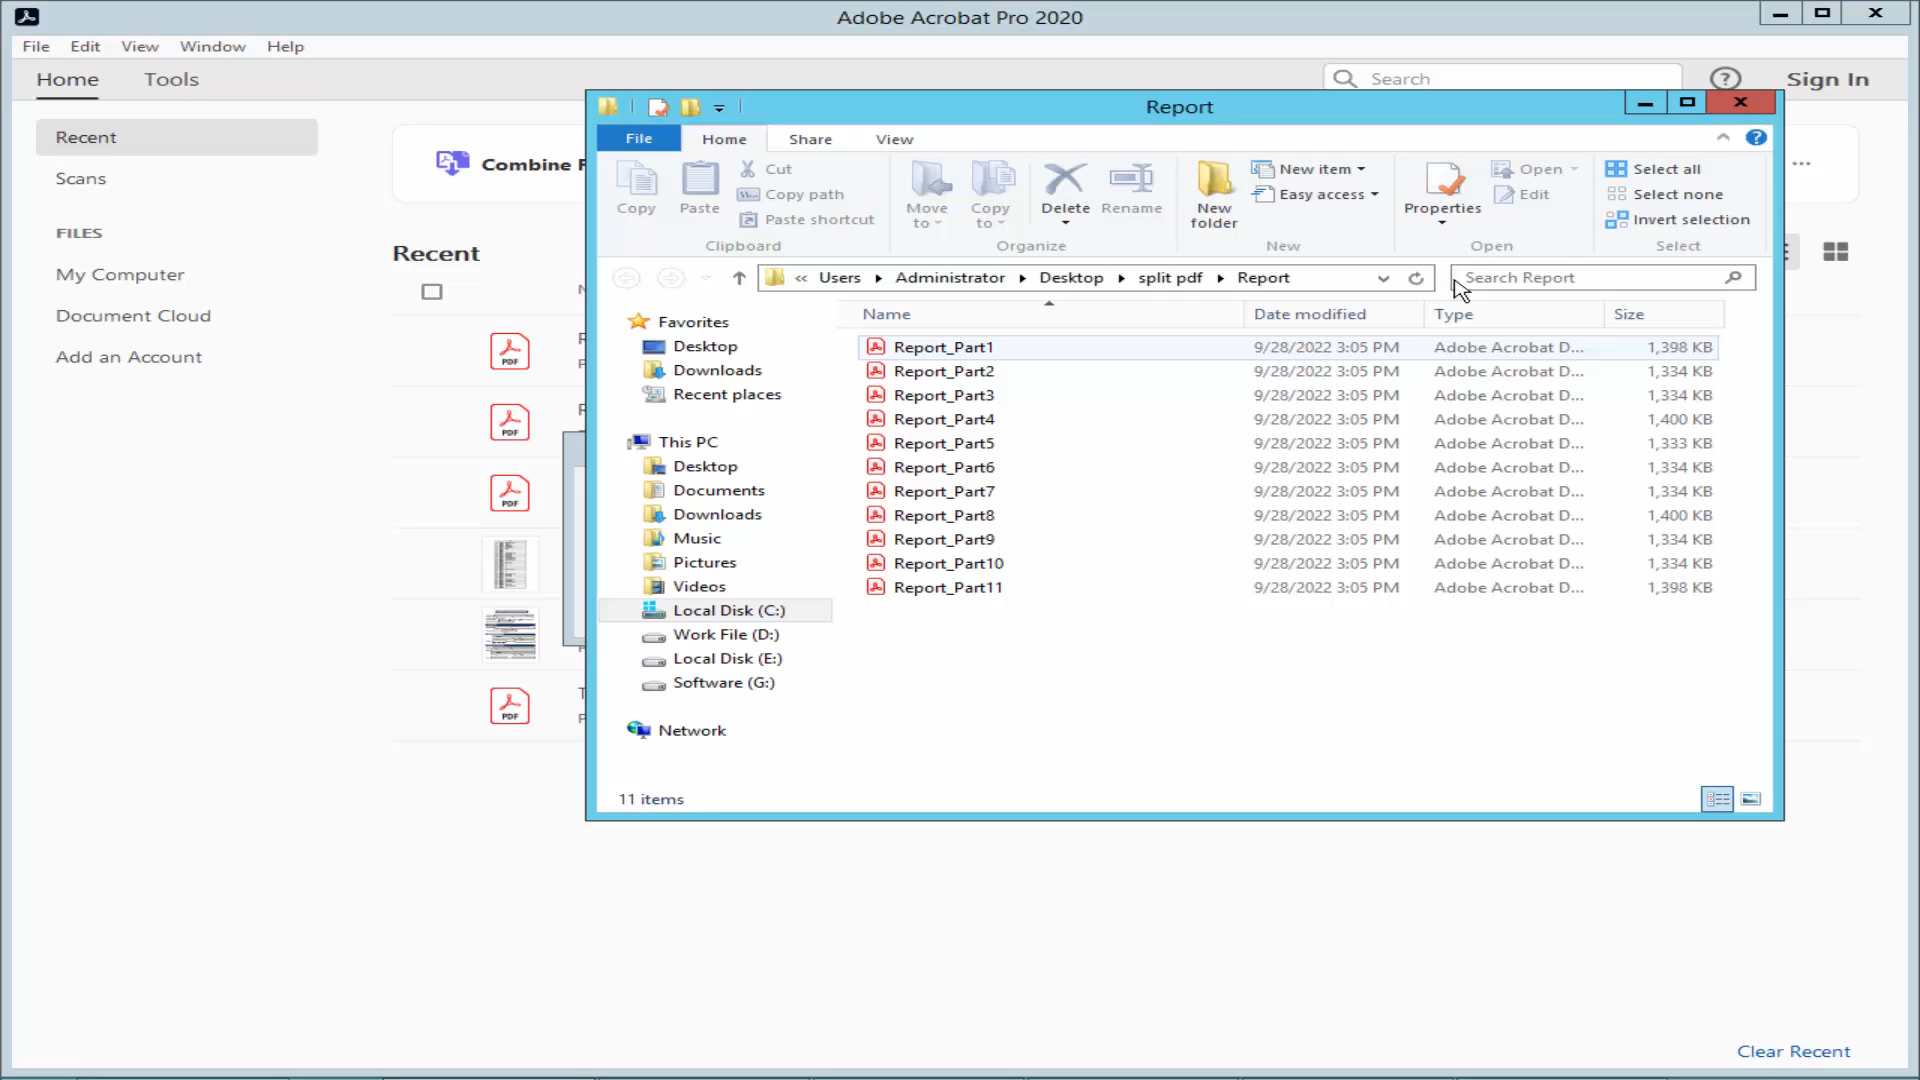 Adobe Acrobat Pro 2020
File Edit View Window Help
Home Tools
Search
Sign In
Recent
Scans
FILES
My Computer
Document Cloud
Add an Account
Combine F
Recent
PDF
PDF
PDF
PDF
Clear Recent
Report
File Home Share View
Copy
Paste
Cut
Copy path
Paste shortcut
Clipboard
Move to
Copy to
Delete
Rename
Organize
New folder
New item
Easy access
New
Properties
Open
Edit
Open
Select all
Select none
Invert selection
Select
« Users Administrator Desktop split pdf Report
Search Report
Favorites
Desktop
Downloads
Recent places
This PC
Desktop
Documents
Downloads
Music
Pictures
Videos
Local Disk (C:)
Work File (D:)
Local Disk (E:)
Software (G:)
Network
Name Date modified Type Size
Report_Part1 9/28/2022 3:05 PM Adobe Acrobat D... 1,398 KB
Report_Part2 9/28/2022 3:05 PM Adobe Acrobat D... 1,334 KB
Report_Part3 9/28/2022 3:05 PM Adobe Acrobat D... 1,334 KB
Report_Part4 9/28/2022 3:05 PM Adobe Acrobat D... 1,400 KB
Report_Part5 9/28/2022 3:05 PM Adobe Acrobat D... 1,333 KB
Report_Part6 9/28/2022 3:05 PM Adobe Acrobat D... 1,334 KB
Report_Part7 9/28/2022 3:05 PM Adobe Acrobat D... 1,334 KB
Report_Part8 9/28/2022 3:05 PM Adobe Acrobat D... 1,400 KB
Report_Part9 9/28/2022 3:05 PM Adobe Acrobat D... 1,334 KB
Report_Part10 9/28/2022 3:05 PM Adobe Acrobat D... 1,334 KB
Report_Part11 9/28/2022 3:05 PM Adobe Acrobat D... 1,398 KB
11 items